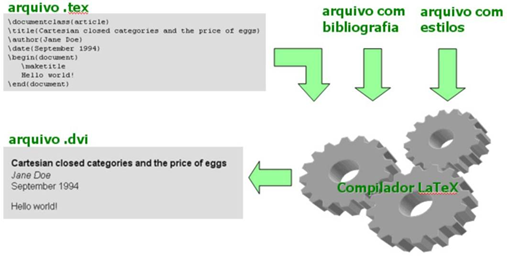 arquivo .tex
\documentclass(article)
\title(Cartesian closed categories and the price of eggs)
\author(Jane Doe)
\date(September 1994)
\begin(document)
\maketitle
Hello world!
\end(document)
arquivo com
bibliografia
arquivo com
estilos
arquivo .dvi
Cartesian closed categories and the price of eggs
Jane Doe
September 1994
Hello world!
Compilador LaTeX